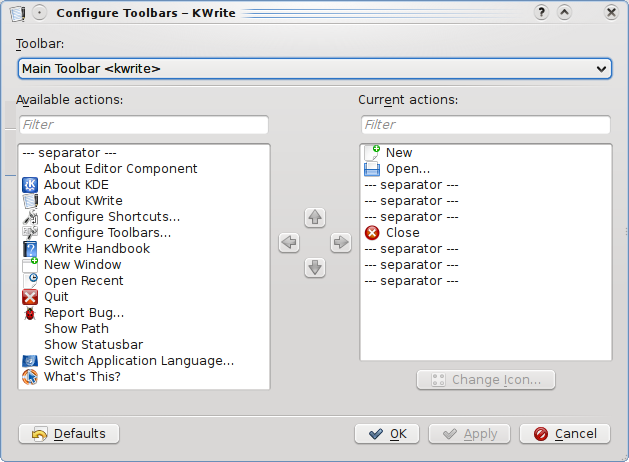 Configure Toolbars – KWrite
Toolbar:
Main Toolbar <kwrite>
Available actions:
Filter
--- separator ---
About Editor Component
About KDE
About KWrite
Configure Shortcuts...
Configure Toolbars...
KWrite Handbook
New Window
Open Recent
Quit
Report Bug...
Show Path
Show Statusbar
Switch Application Language...
What's This?
Current actions:
Filter
New
Open...
--- separator ---
--- separator ---
--- separator ---
Close
--- separator ---
--- separator ---
--- separator ---
Change Icon...
Defaults
OK
Apply
Cancel